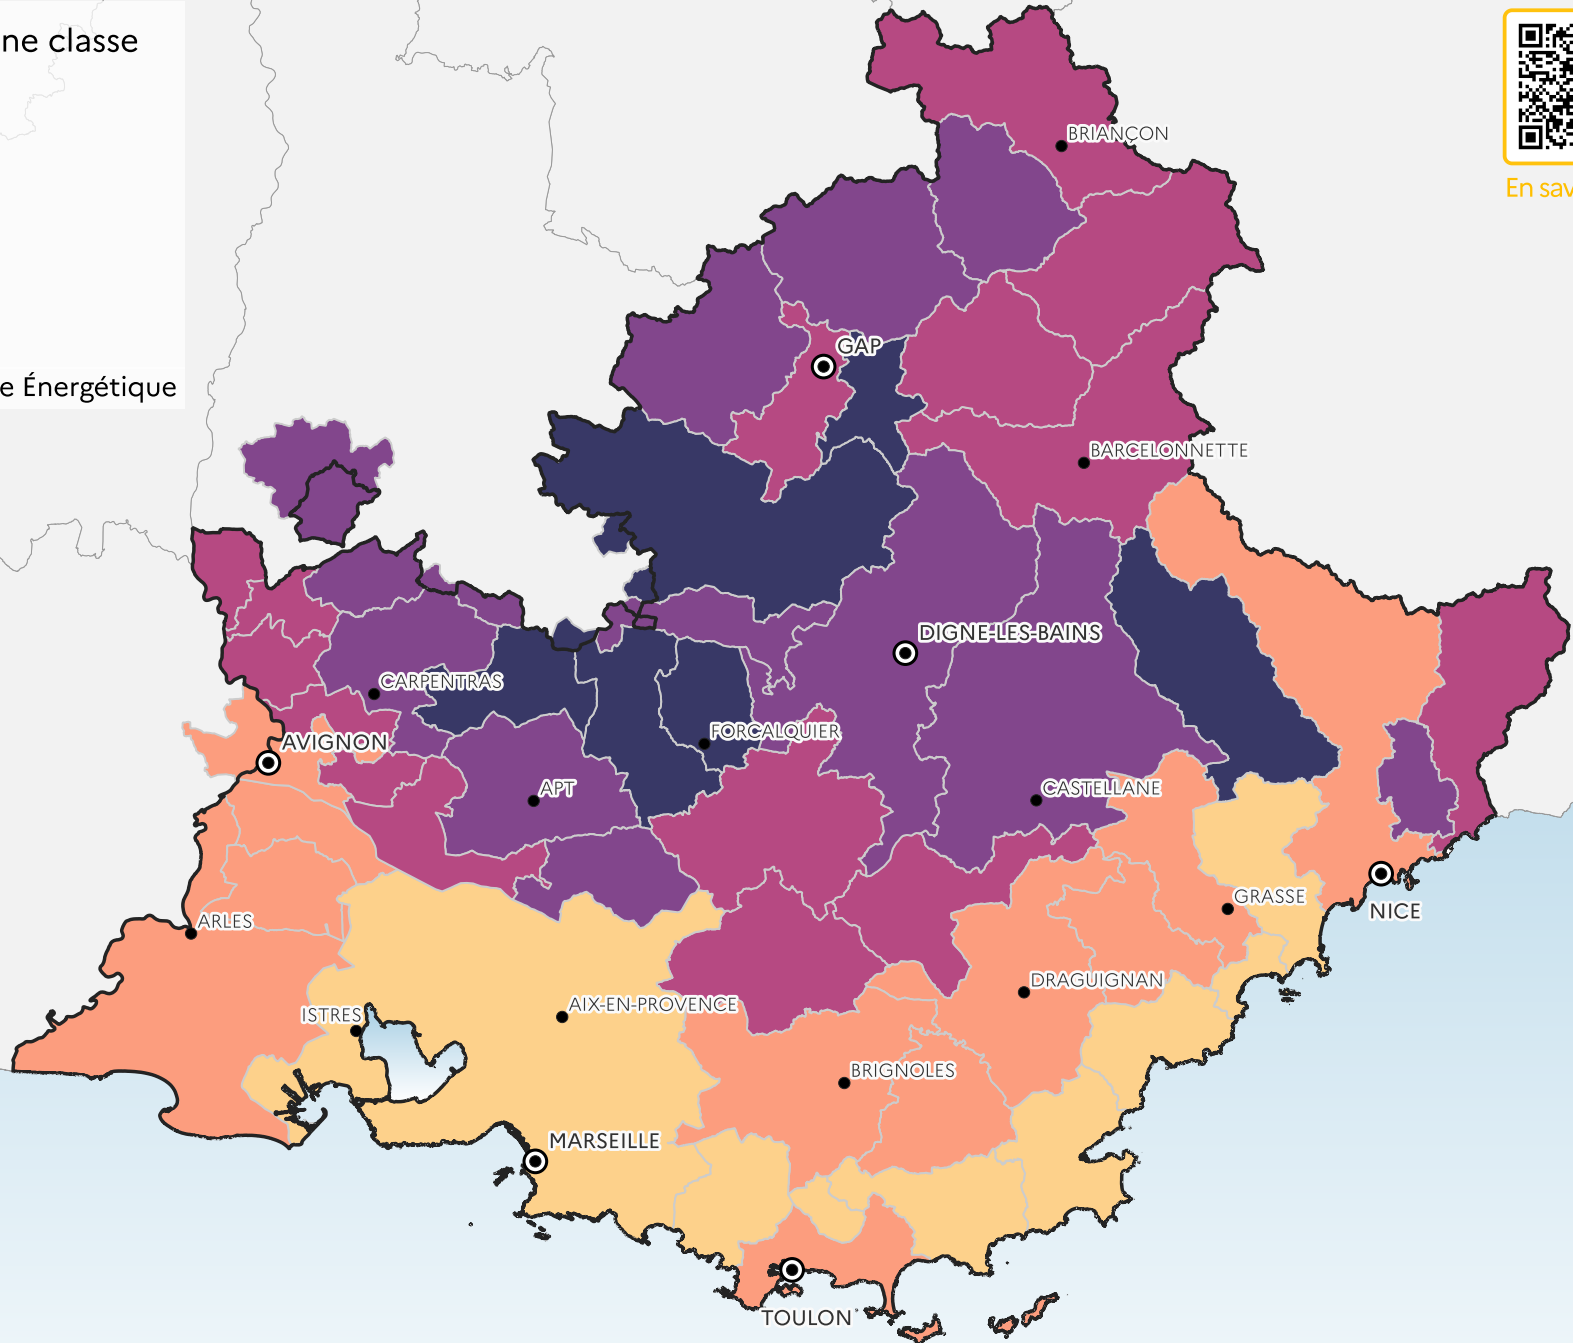 ne classe
BRIANÇON
En sav
GAP
e Énergétique
BARCELONNETTE
DIGNE-LES-BAINS
CARPENTRAS
FORCALQUIER
AVIGNON
APT
CASTELLANE
GRASSE
NICE
ARLES
DRAGUIGNAN
AIX-EN-PROVENCE
ISTRES
BRIGNOLES
MARSEILLE
TOULON